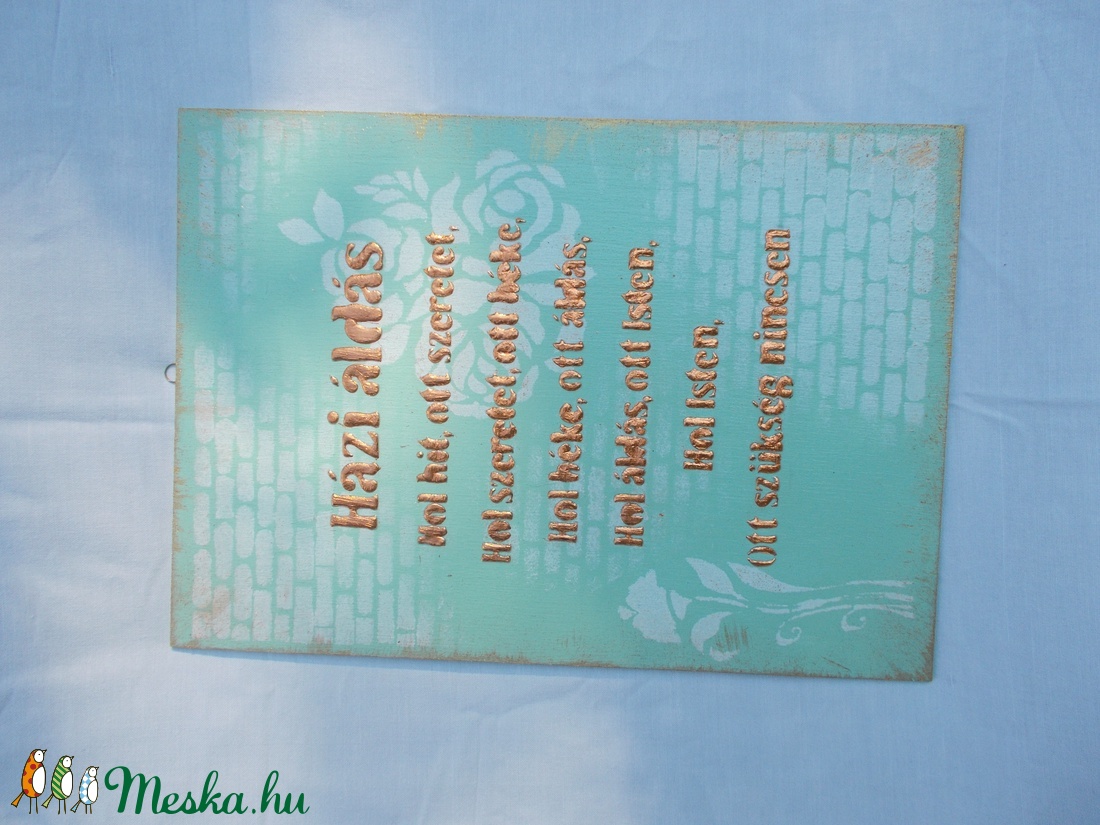 Házi áldás
Hol hit, ott szeretet,
Hol szeretet, ott béke,
Hol béke, ott áldás,
Hol áldás, ott Isten,
Hol Isten,
Ott szükség nincsen
Meska.hu